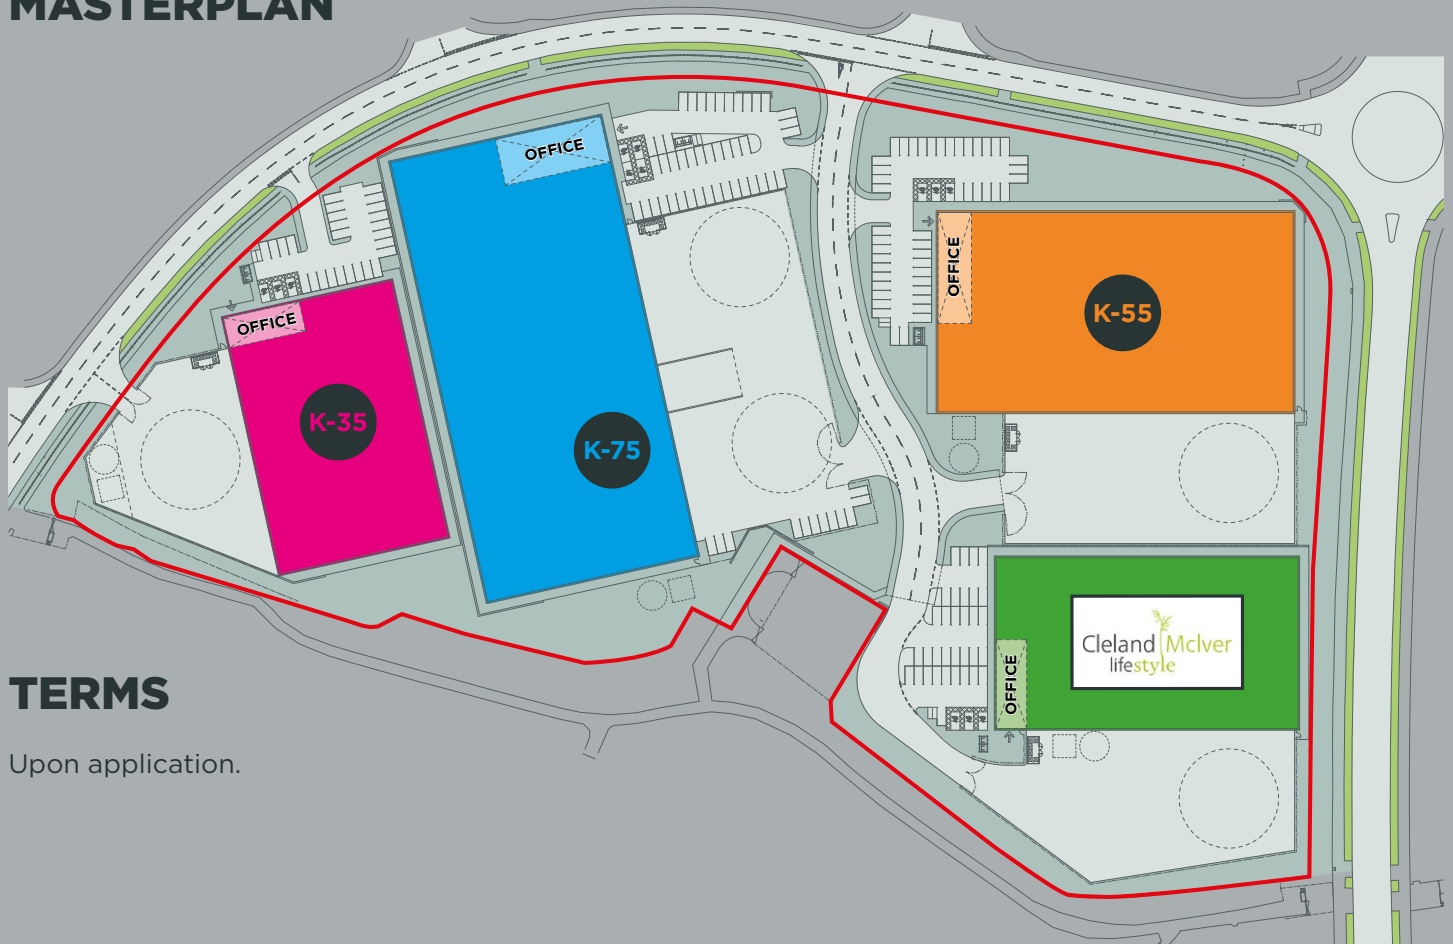 MASTERPLAN
OFFICE
OFFICE
OFFICE
K-55
K-35
K-75
Cleland McIver
lifestyle
OFFICE
TERMS
Upon application.